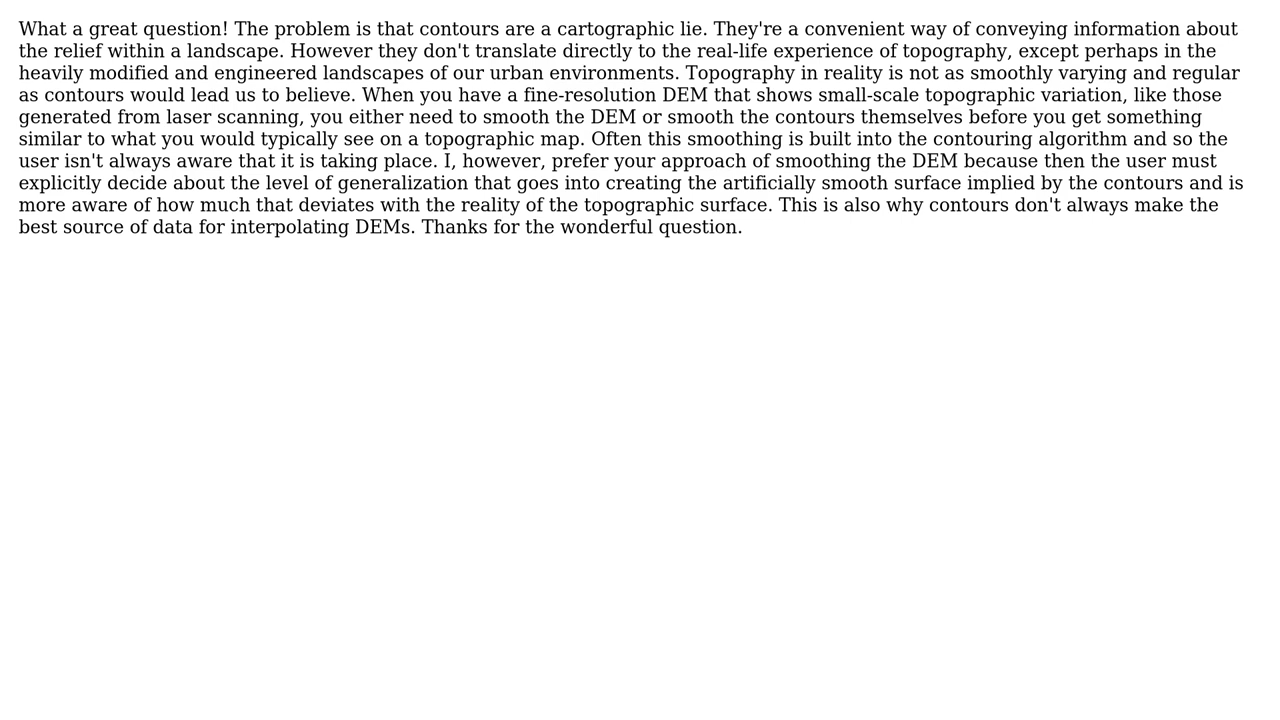 What a great question! The problem is that contours are a cartographic lie. They're a convenient way of conveying information about
the relief within a landscape. However they don't translate directly to the real-life experience of topography, except perhaps in the
heavily modified and engineered landscapes of our urban environments. Topography in reality is not as smoothly varying and regular
as contours would lead us to believe. When you have a fine-resolution DEM that shows small-scale topographic variation, like those
generated from laser scanning, you either need to smooth the DEM or smooth the contours themselves before you get something
similar to what you would typically see on a topographic map. Often this smoothing is built into the contouring algorithm and so the
user isn't always aware that it is taking place. I, however, prefer your approach of smoothing the DEM because then the user must
explicitly decide about the level of generalization that goes into creating the artificially smooth surface implied by the contours and is
more aware of how much that deviates with the reality of the topographic surface. This is also why contours don't always make the
best source of data for interpolating DEMs. Thanks for the wonderful question.